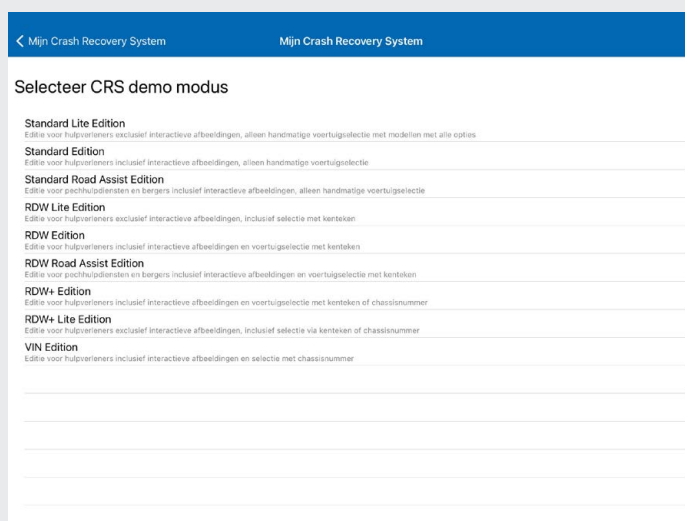 Mijn Crash Recovery System
Mijn Crash Recovery System
Selecteer CRS demo modus
Standard Lite Edition
Editie voor hulpverleners exclusief interactieve afbeeldingen, alleen handmatige voertuigselectie met modellen met alle opties
Standard Edition
Editie voor hulpverleners inclusief interactieve afbeeldingen, alleen handmatige voertuigselectie
Standard Road Assist Edition
Editie voor pechhulpdiensten en bergers inclusief interactieve afbeeldingen, alleen handmatige voertuigselectie
RDW Lite Edition
Editie voor hulpverleners exclusief interactieve afbeeldingen, inclusief selectie met kenteken
RDW Edition
Editie voor hulpverleners inclusief interactieve afbeeldingen en voertuigselectie met kenteken
RDW Road Assist Edition
Editie voor pechhulpdiensten en bergers inclusief interactieve afbeeldingen en voertuigselectie met kenteken
RDW+ Edition
Editie voor hulpverleners inclusief interactieve afbeeldingen en voertuigselectie met kenteken of chassisnummer
RDW+ Lite Edition
Editie voor hulpverleners exclusief interactieve afbeeldingen, inclusief selectie via kenteken of chassisnummer
VIN Edition
Editie voor hulpverleners inclusief interactieve afbeeldingen en selectie met chassisnummer